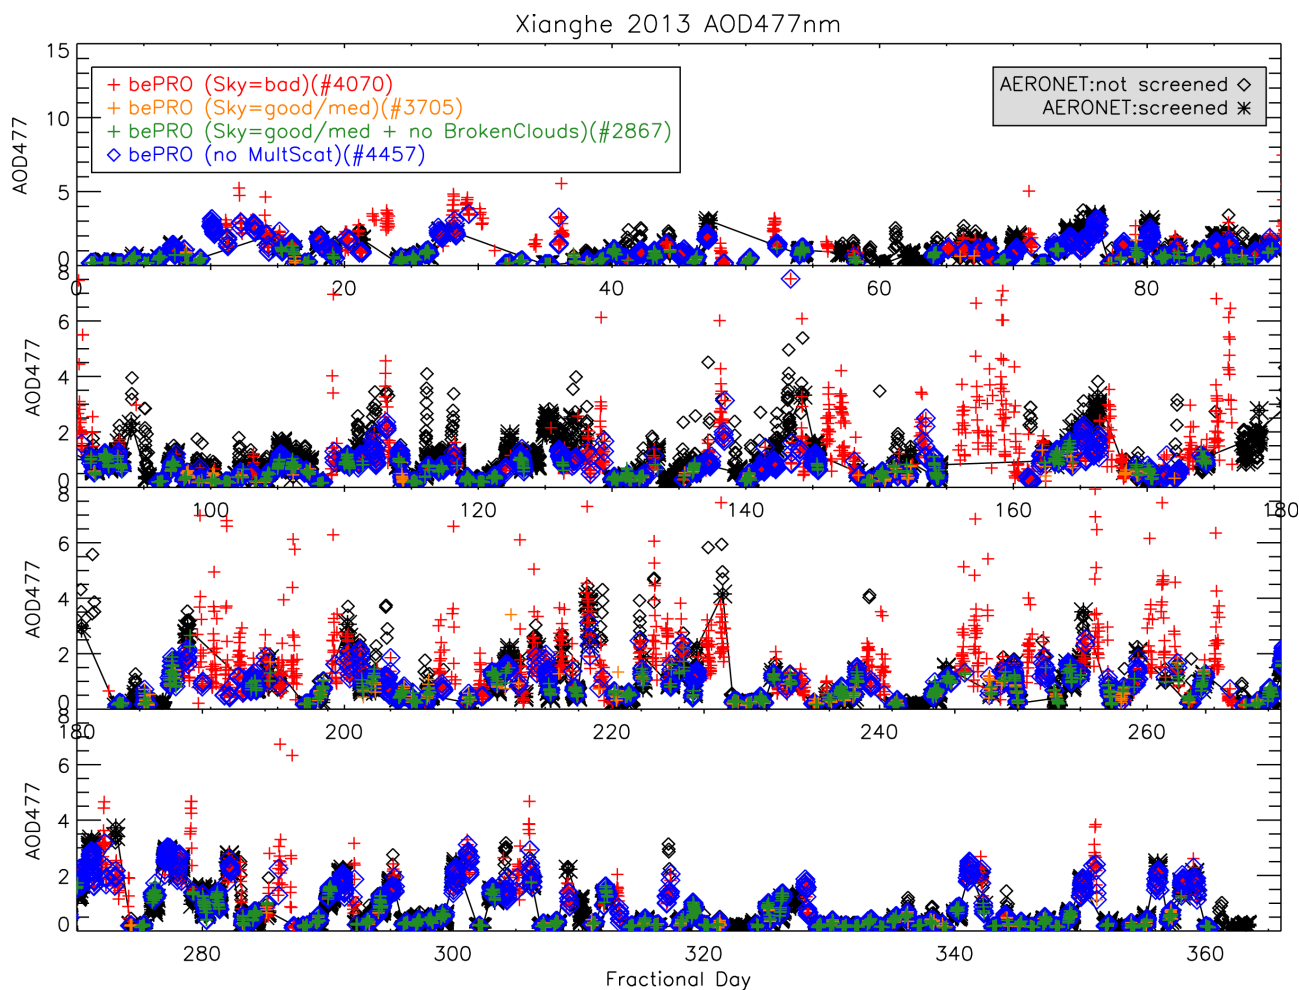 Xianghe 2013 AOD477nm
15
10
5
0
AOD477
+ bePRO (Sky=bad)(#4070)
+ bePRO (Sky=good/med)(#3705)
+ bePRO (Sky=good/med + no BrokenClouds)(#2867)
◇ bePRO (no MultScat)(#4457)
AERONET:not screened ◇
AERONET:screened ✳
0 20 40 60 80
8
6
4
2
0
AOD477
100 120 140 160 180
8
6
4
2
0
AOD477
180 200 220 240 260
8
6
4
2
0
AOD477
280 300 320 340 360
Fractional Day